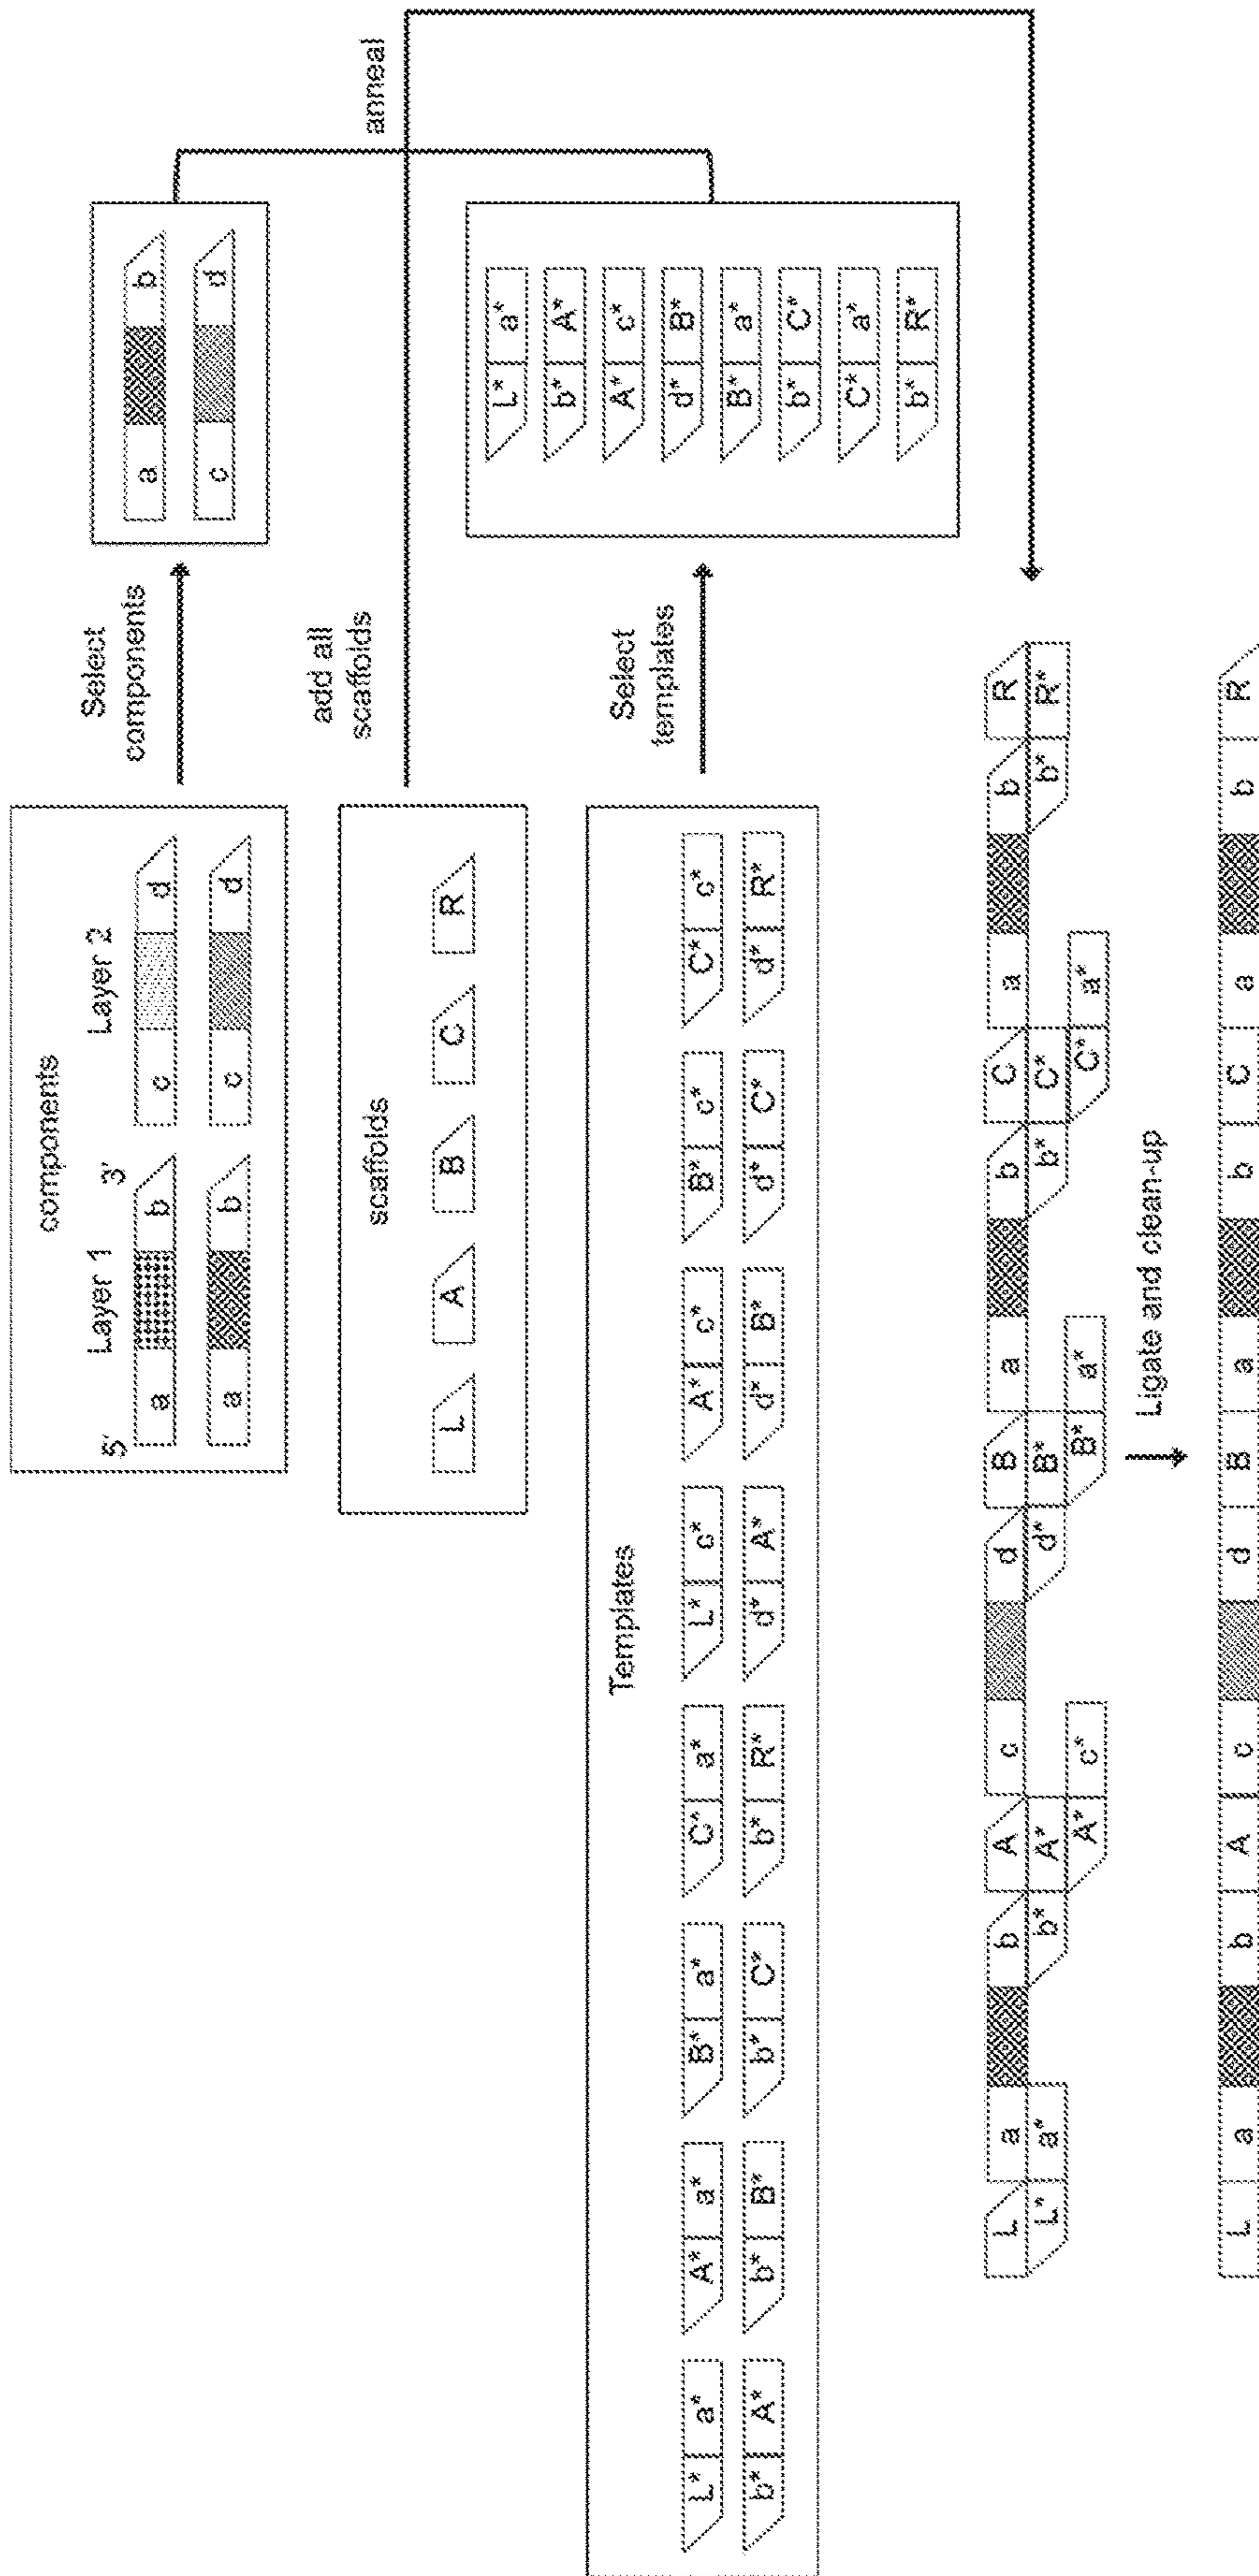 components
5' Layer 1 3' Layer 2
a b c d
a b c d
Select
components
a b
c d
scaffolds
L A B C R
add all
scaffolds
anneal
Templates
L* a* A* a* B* a* C* a* L* c* A* c* B* c* C* c*
b* A* b* B* b* C* b* R* d* A* d* B* d* C* d* R*
Select
templates
L* a*
b* A*
A* c*
d* B*
B* a*
b* C*
C* a*
b* R*
L a b A c d B a b C a b R
L* a* b* A* d* B* b* C* b* R*
A* c* B* a* C* a*
Ligate and clean-up
L a b A c d B a b C a b R